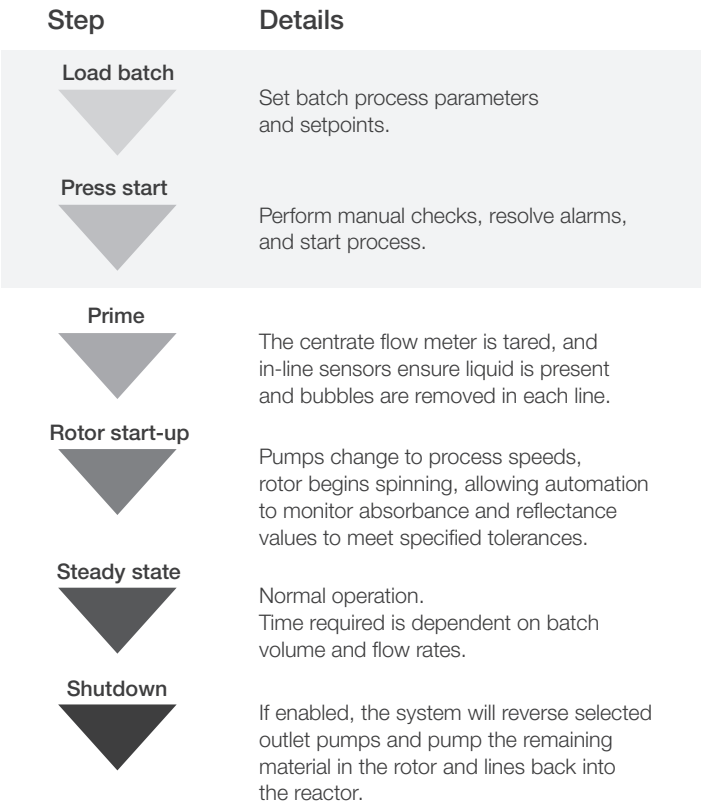 Step Details
Load batch
Set batch process parameters
and setpoints.
Press start
Perform manual checks, resolve alarms,
and start process.
Prime
The centrate flow meter is tared, and
in-line sensors ensure liquid is present
and bubbles are removed in each line.
Rotor start-up
Pumps change to process speeds,
rotor begins spinning, allowing automation
to monitor absorbance and reflectance
values to meet specified tolerances.
Steady state
Normal operation.
Time required is dependent on batch
volume and flow rates.
Shutdown
If enabled, the system will reverse selected
outlet pumps and pump the remaining
material in the rotor and lines back into
the reactor.